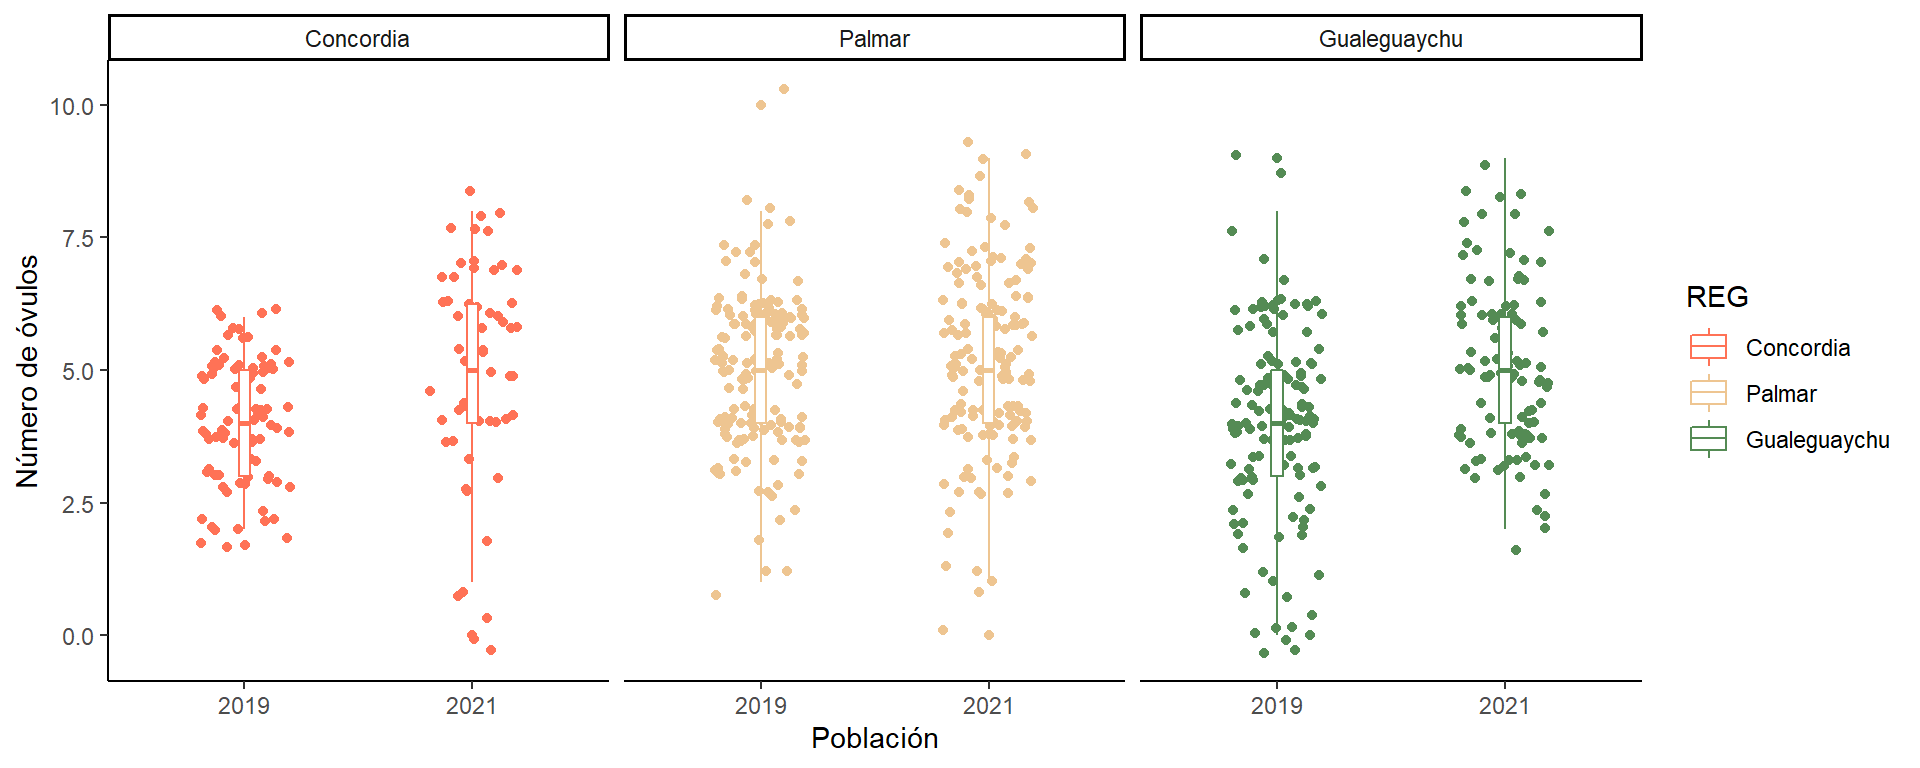 Concordia
Palmar
Gualeguaychu
Número de óvulos
10.0
7.5
5.0
2.5
0.0
2019
2021
2019
2021
2019
2021
Población
REG
Concordia
Palmar
Gualeguaychu